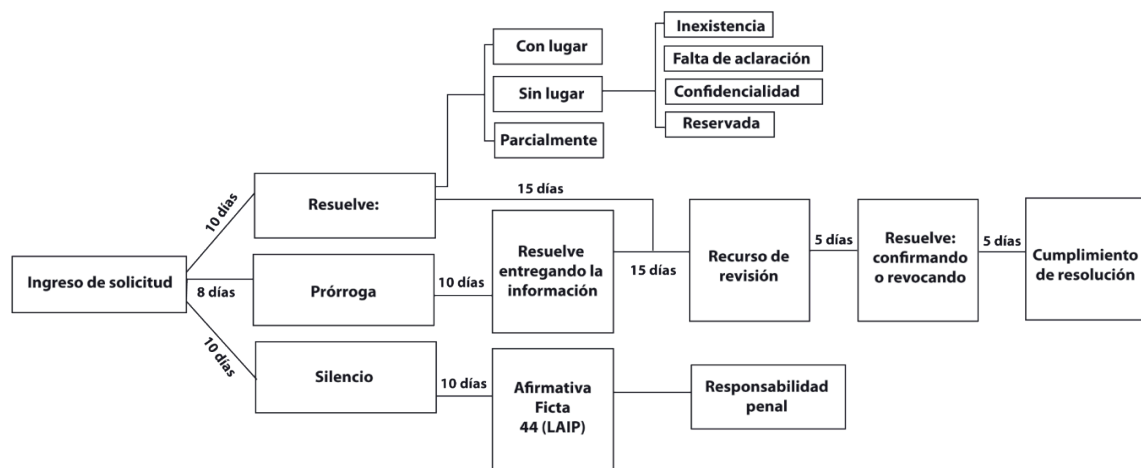 Inexistencia
Con lugar
Falta de aclaración
Sin lugar
Confidencialidad
Reservada
Parcialmente
10 días
Resuelve:
15 días
Ingreso de solicitud
8 días
Prórroga
10 días
Resuelve
entregando la
información
15 días
Recurso de
revisión
5 días
Resuelve:
confirmando
o revocando
5 días
Cumplimiento
de resolución
10 días
Silencio
10 días
Afirmativa
Ficta
44 (LAIP)
Responsabilidad
penal